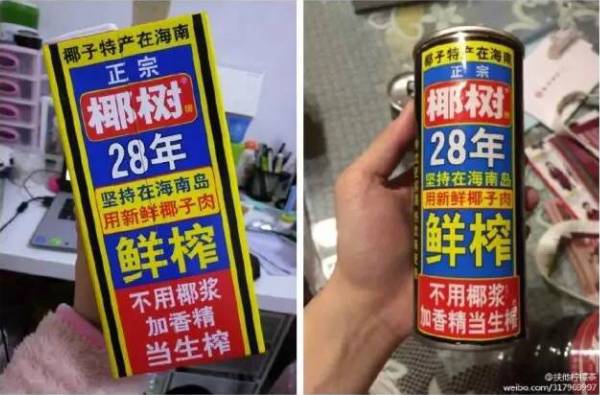 椰子特产在海南
正宗
椰树
牌
28年
坚持在海南岛
用新鲜椰子肉
鲜榨
不用椰浆
加香精
当生榨
椰子特产在海南
正宗
椰树
28年
坚持在海南岛
用新鲜椰子肉
鲜榨
不用椰浆
加香精当生榨
weibo.com/317969997